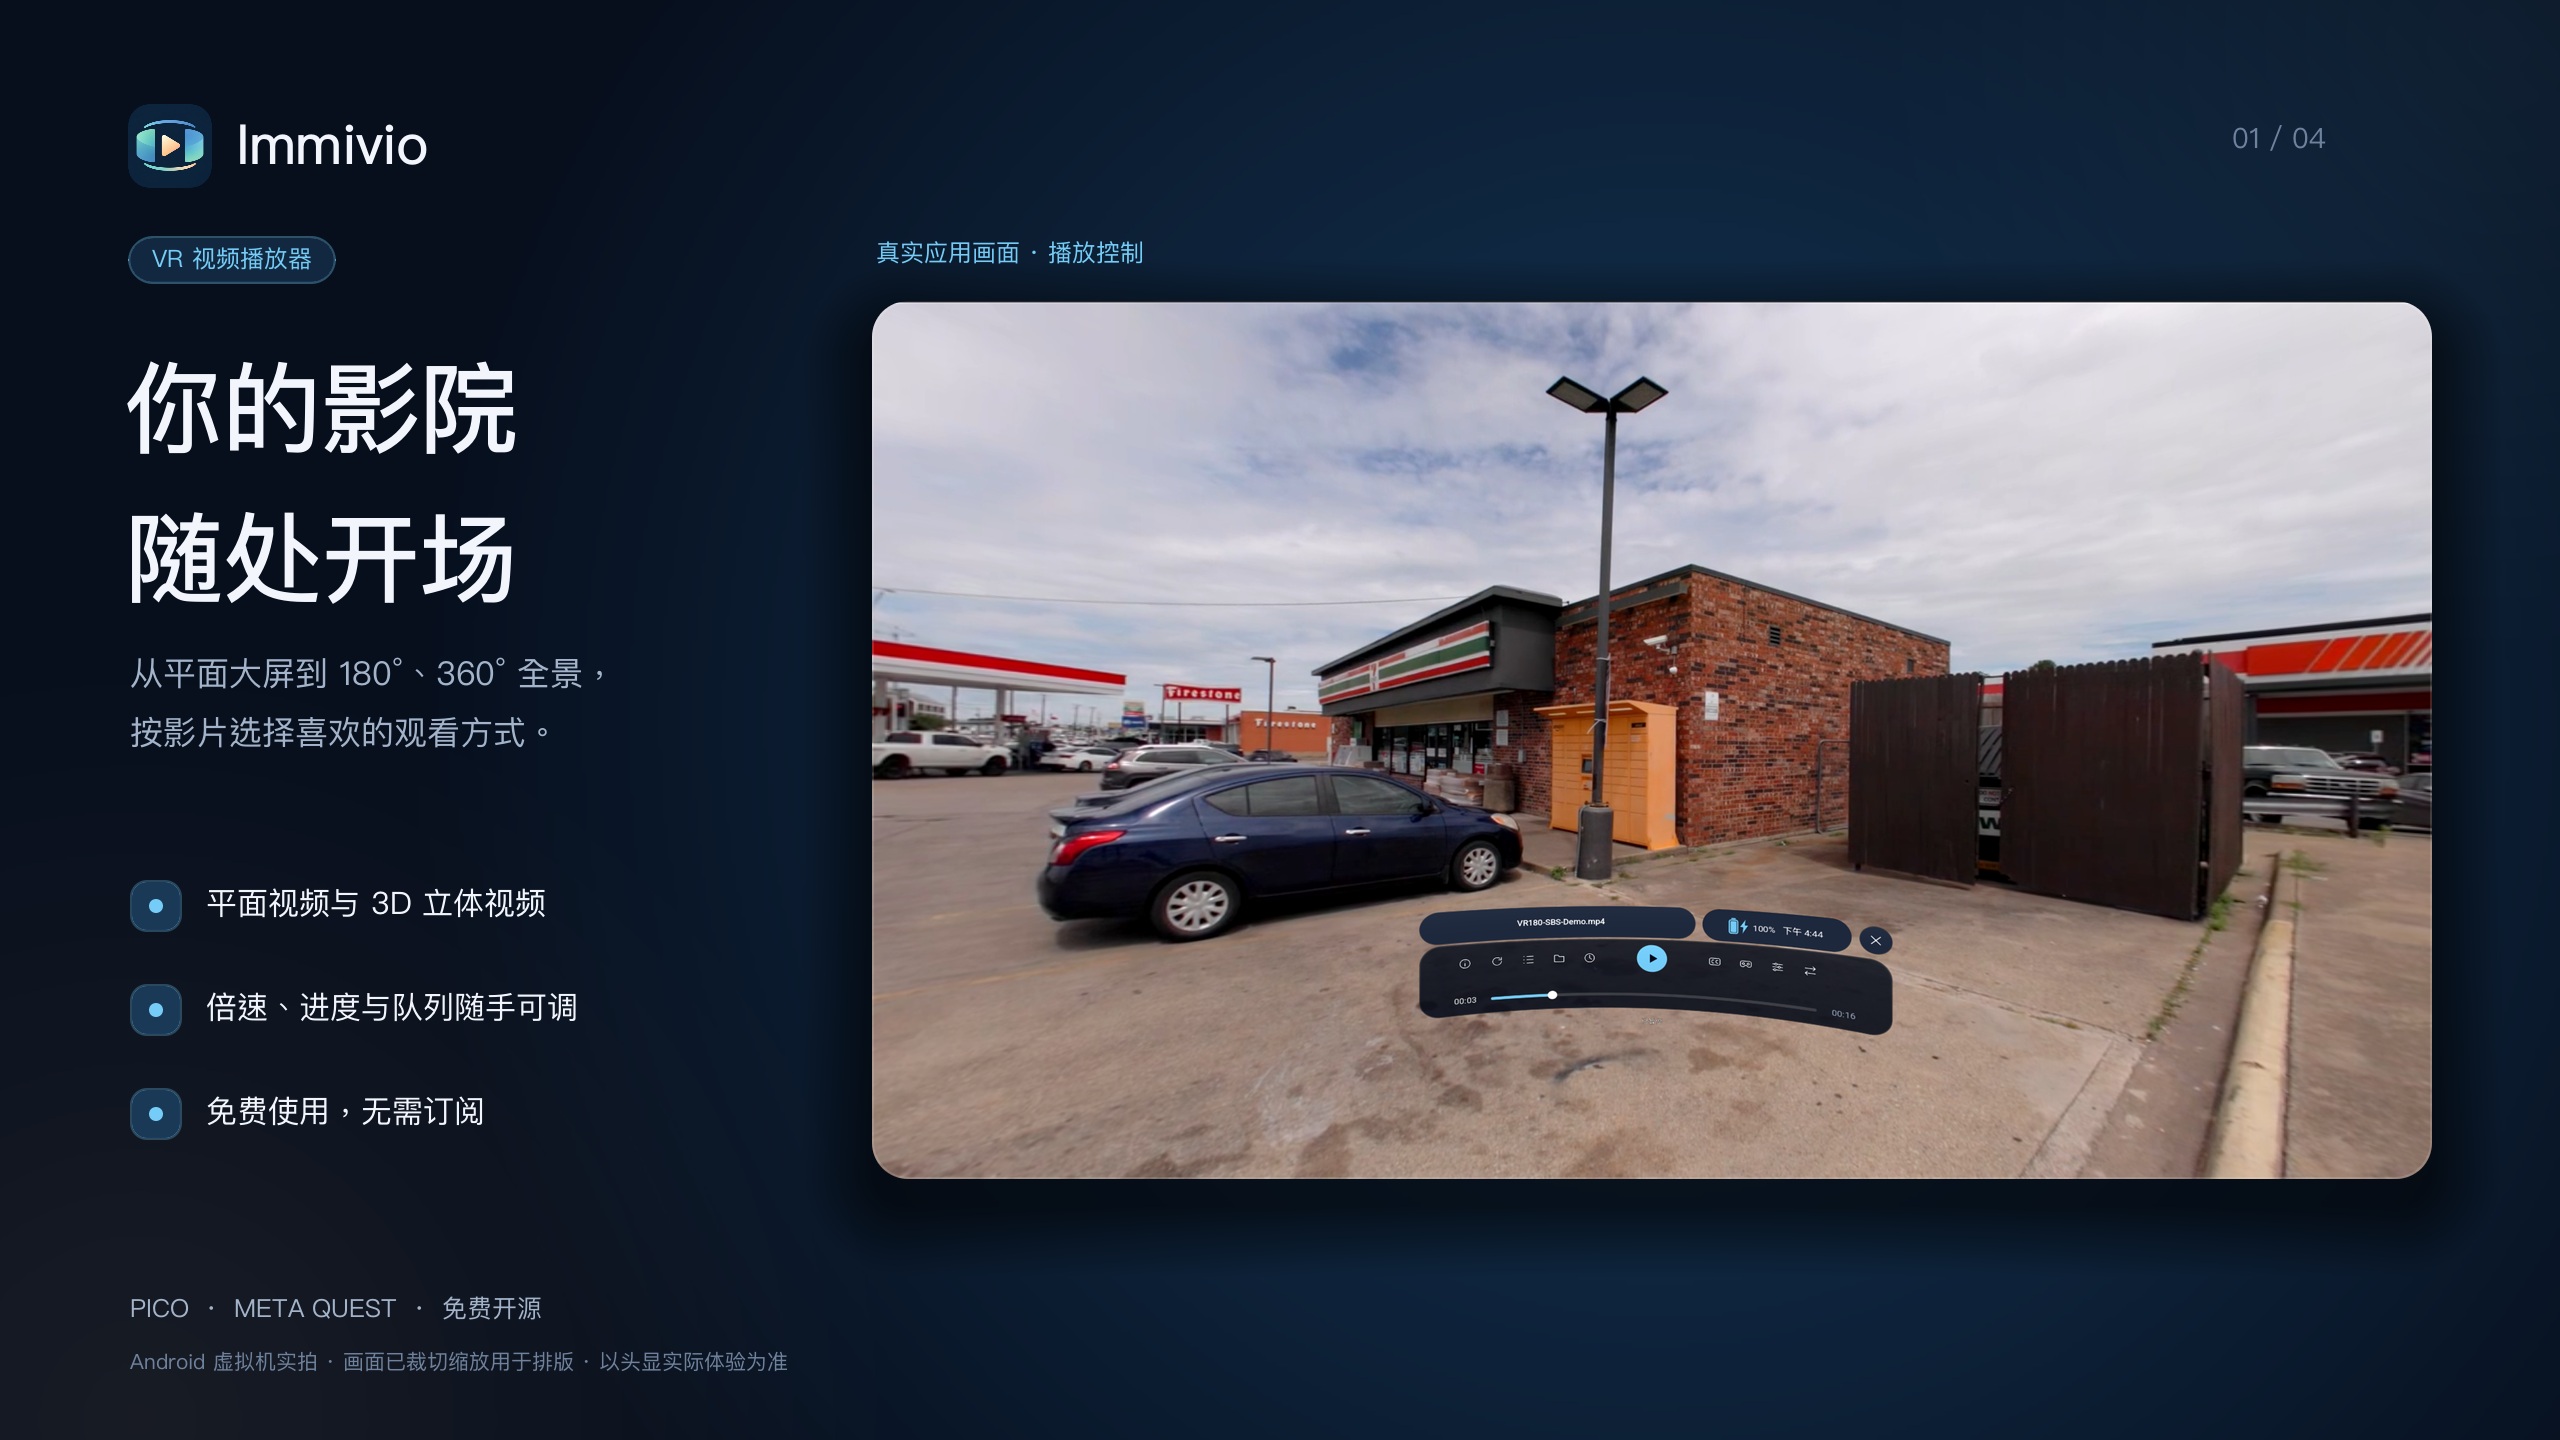 Immivio
01 / 04
VR 视频播放器
你的影院
随处开场
从平面大屏到 180°、360° 全景，
按影片选择喜欢的观看方式。
平面视频与 3D 立体视频
倍速、进度与队列随手可调
免费使用，无需订阅
PICO · META QUEST · 免费开源
Android 虚拟机实拍 · 画面已裁切缩放用于排版 · 以头显实际体验为准
真实应用画面 · 播放控制
Firestone
Firestone
VR180-SBS-Demo.mp4
100% 下午 4:44
00:03
00:16